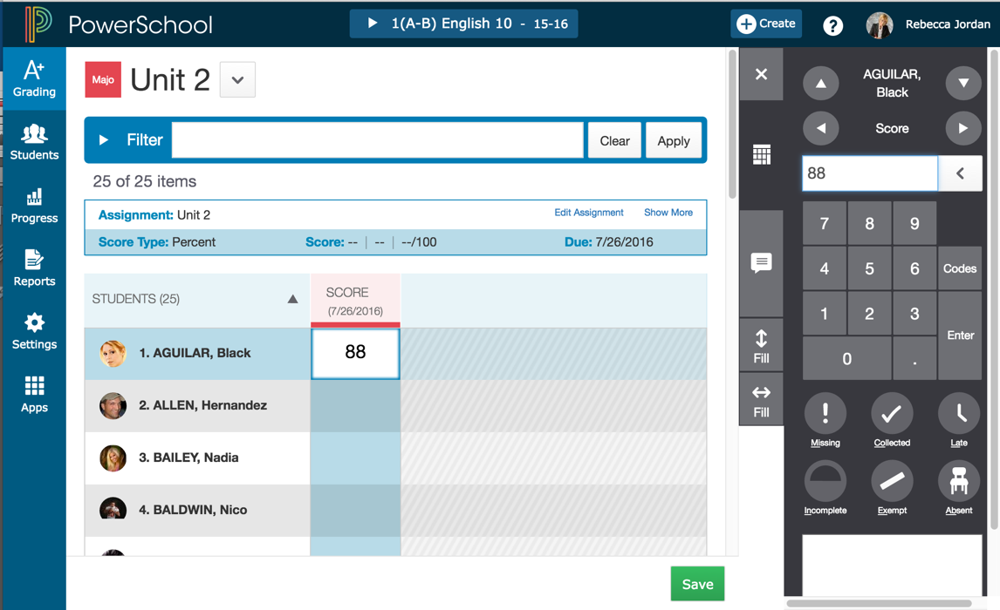 PowerSchool
1(A-B) English 10 - 15-16
Create
?
Rebecca Jordan
A+
Grading
Students
Progress
Reports
Settings
Apps
Majo
Unit 2
Filter
Clear
Apply
25 of 25 items
Assignment: Unit 2
Edit Assignment
Show More
Score Type: Percent
Score: -- | -- | --/100
Due: 7/26/2016
STUDENTS (25)
SCORE
(7/26/2016)
1. AGUILAR, Black
88
2. ALLEN, Hernandez
3. BAILEY, Nadia
4. BALDWIN, Nico
Save
Fill
Fill
AGUILAR,
Black
Score
88
7 8 9
4 5 6 Codes
1 2 3
Enter
0 .
Missing
Collected
Late
Incomplete
Exempt
Absent